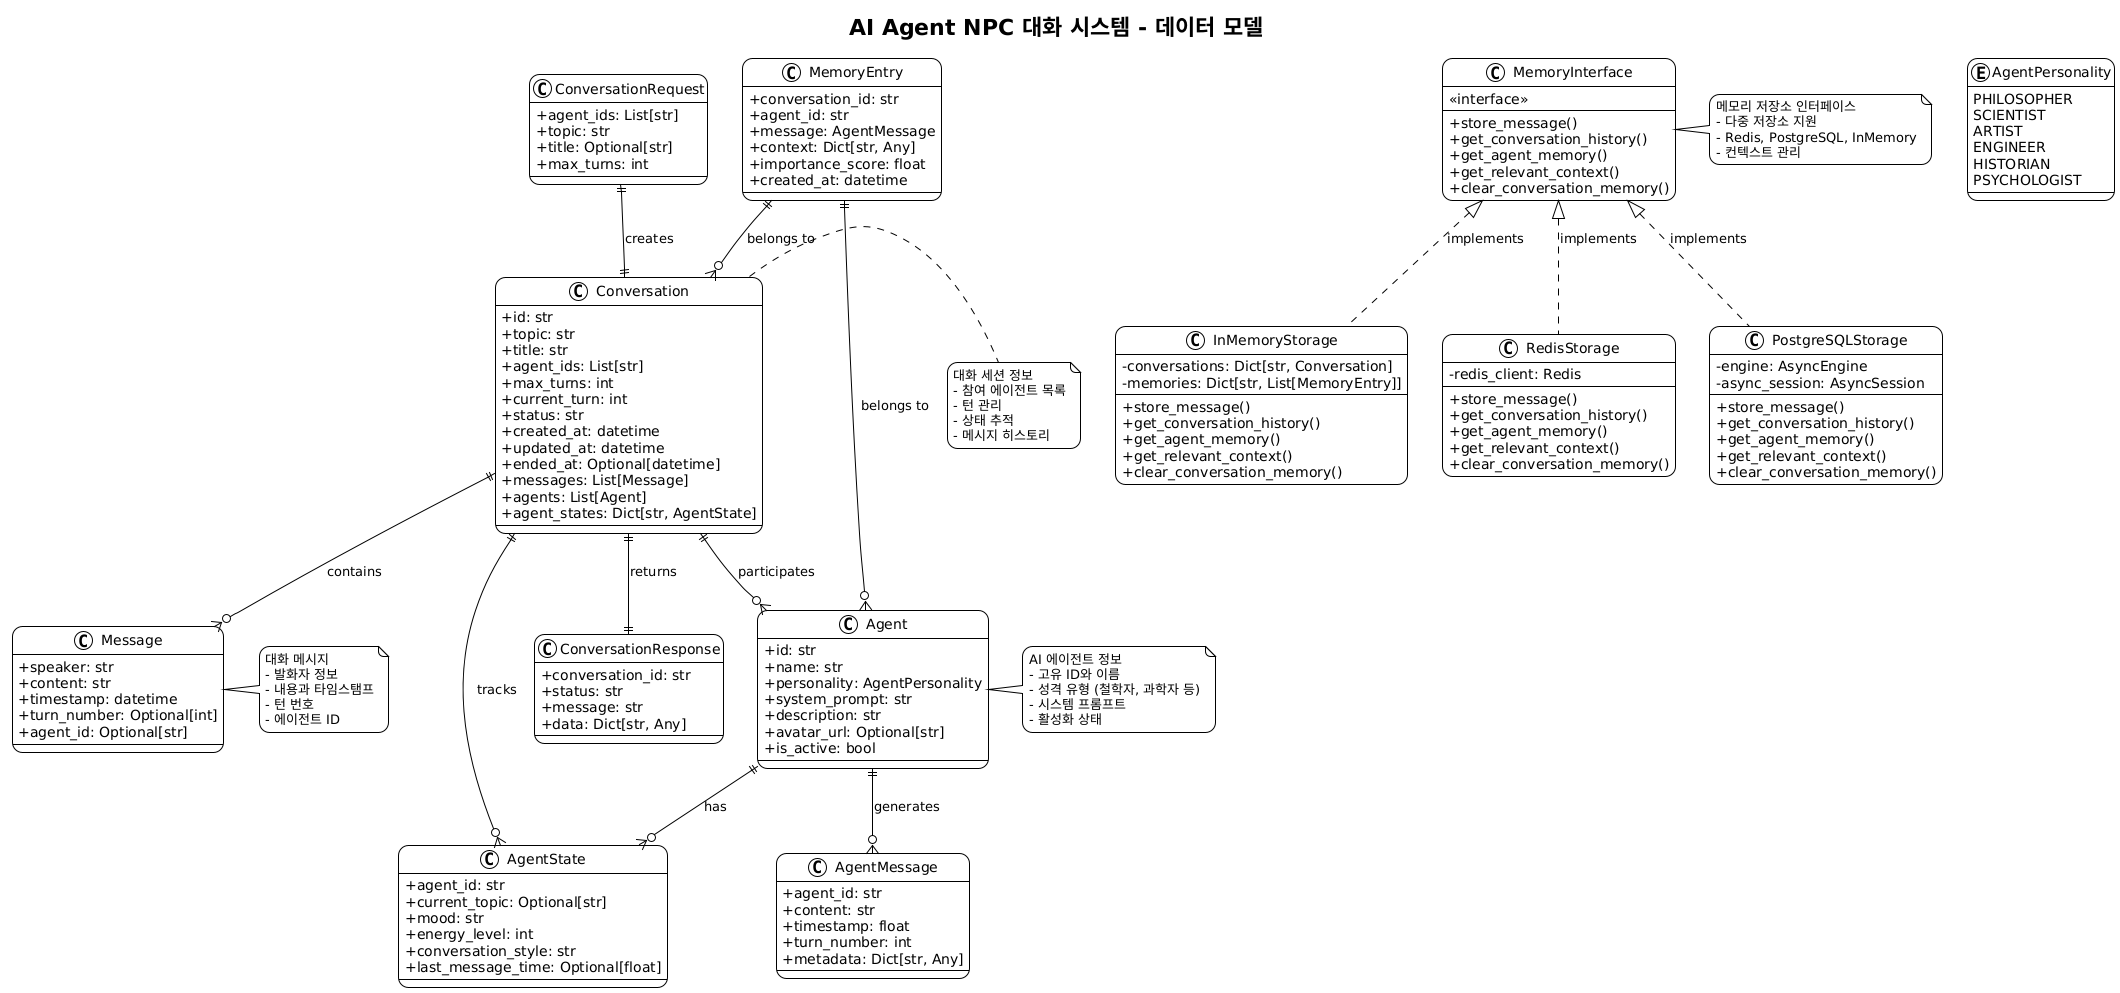 AI Agent NPC 대화 시스템 - 데이터 모델
C ConversationRequest
+agent_ids: List[str]
+topic: str
+title: Optional[str]
+max_turns: int
C MemoryEntry
+conversation_id: str
+agent_id: str
+message: AgentMessage
+context: Dict[str, Any]
+importance_score: float
+created_at: datetime
C MemoryInterface
«interface»
+store_message()
+get_conversation_history()
+get_agent_memory()
+get_relevant_context()
+clear_conversation_memory()
메모리 저장소 인터페이스
- 다중 저장소 지원
- Redis, PostgreSQL, InMemory
- 컨텍스트 관리
E AgentPersonality
PHILOSOPHER
SCIENTIST
ARTIST
ENGINEER
HISTORIAN
PSYCHOLOGIST
creates
belongs to
implements
implements
implements
C Conversation
+id: str
+topic: str
+title: str
+agent_ids: List[str]
+max_turns: int
+current_turn: int
+status: str
+created_at: datetime
+updated_at: datetime
+ended_at: Optional[datetime]
+messages: List[Message]
+agents: List[Agent]
+agent_states: Dict[str, AgentState]
belongs to
대화 세션 정보
- 참여 에이전트 목록
- 턴 관리
- 상태 추적
- 메시지 히스토리
C InMemoryStorage
-conversations: Dict[str, Conversation]
-memories: Dict[str, List[MemoryEntry]]
+store_message()
+get_conversation_history()
+get_agent_memory()
+get_relevant_context()
+clear_conversation_memory()
C RedisStorage
-redis_client: Redis
+store_message()
+get_conversation_history()
+get_agent_memory()
+get_relevant_context()
+clear_conversation_memory()
C PostgreSQLStorage
-engine: AsyncEngine
-async_session: AsyncSession
+store_message()
+get_conversation_history()
+get_agent_memory()
+get_relevant_context()
+clear_conversation_memory()
contains
returns
participates
C Message
+speaker: str
+content: str
+timestamp: datetime
+turn_number: Optional[int]
+agent_id: Optional[str]
대화 메시지
- 발화자 정보
- 내용과 타임스탬프
- 턴 번호
- 에이전트 ID
tracks
C ConversationResponse
+conversation_id: str
+status: str
+message: str
+data: Dict[str, Any]
C Agent
+id: str
+name: str
+personality: AgentPersonality
+system_prompt: str
+description: str
+avatar_url: Optional[str]
+is_active: bool
AI 에이전트 정보
- 고유 ID와 이름
- 성격 유형 (철학자, 과학자 등)
- 시스템 프롬프트
- 활성화 상태
has
generates
C AgentState
+agent_id: str
+current_topic: Optional[str]
+mood: str
+energy_level: int
+conversation_style: str
+last_message_time: Optional[float]
C AgentMessage
+agent_id: str
+content: str
+timestamp: float
+turn_number: int
+metadata: Dict[str, Any]